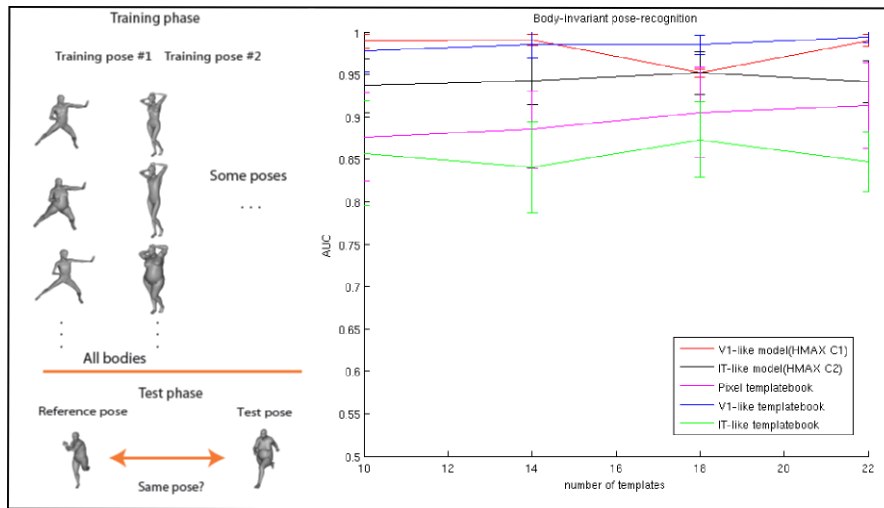 Training phase
Training pose #1 Training pose #2
Some poses
. . .
All bodies
Test phase
Reference pose
Test pose
Same pose?
Body-invariant pose-recognition
AUC
1
0.95
0.9
0.85
0.8
0.75
0.7
0.65
0.6
0.55
0.5
10
12
14
16
18
20
22
number of templates
V1-like model(HMAX C1)
IT-like model(HMAX C2)
Pixel templatebook
V1-like templatebook
IT-like templatebook